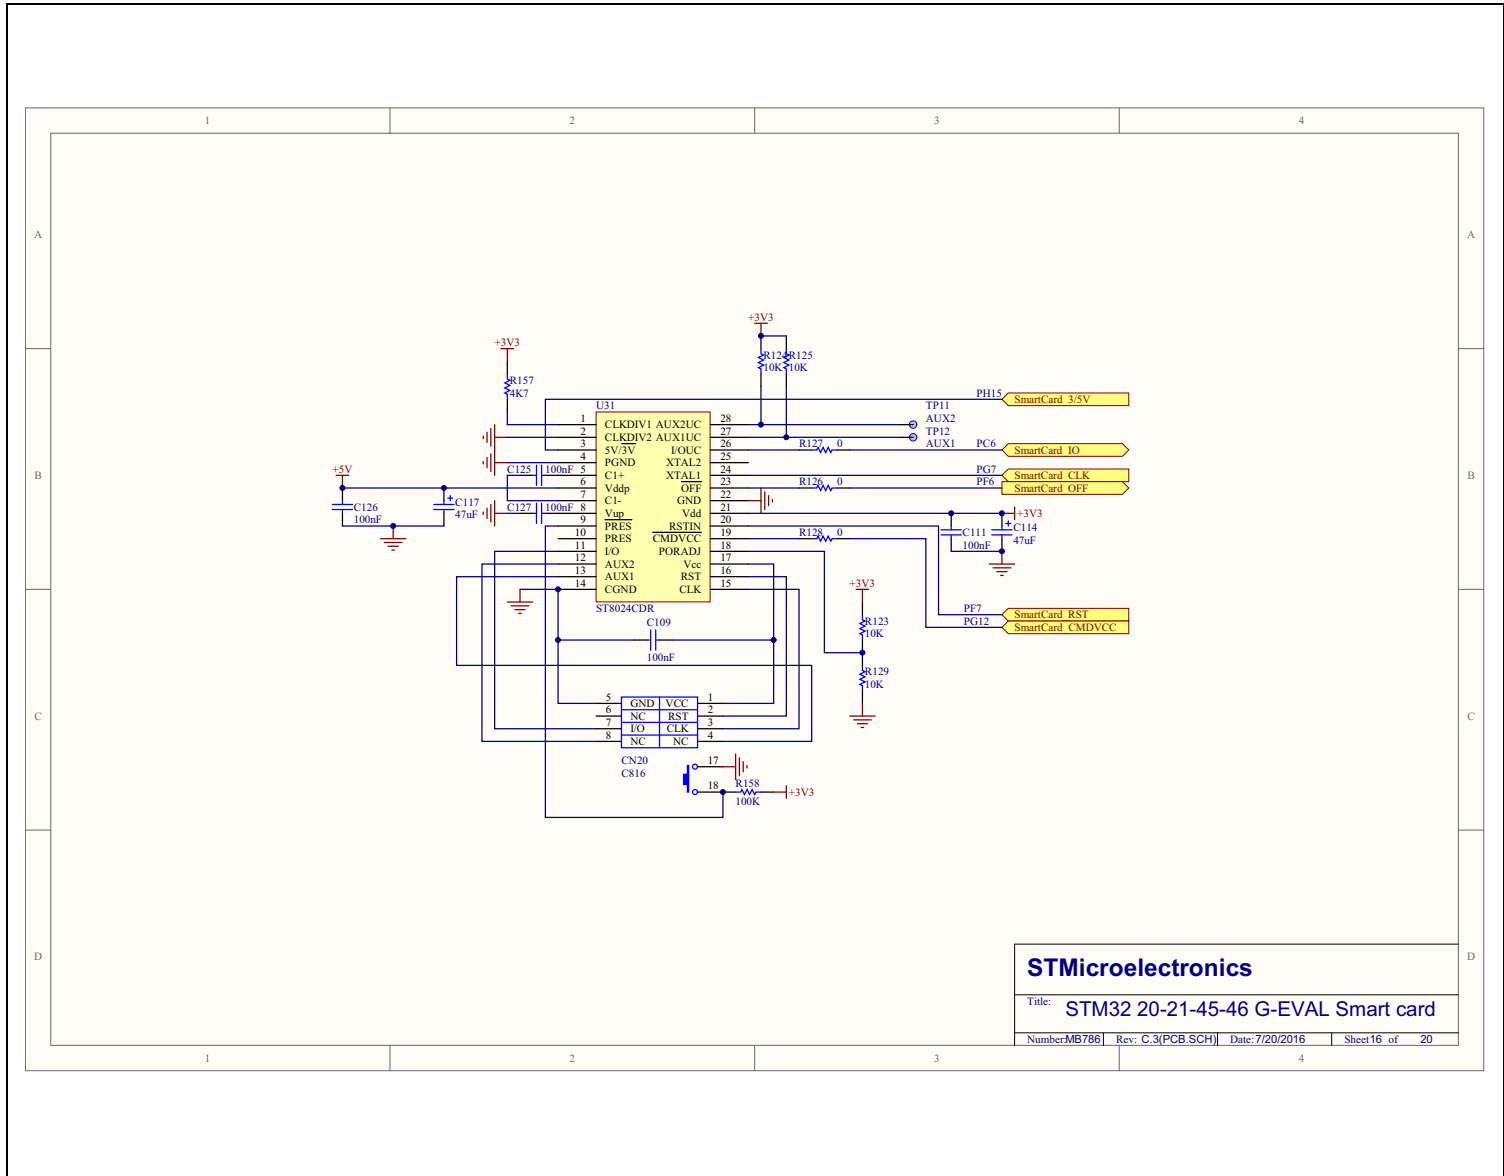 1 2 3 4
A A
+3V3
+3V3
R124 R125
10K 10K
R157
4K7
PH15 SmartCard 3/5V
U31
TP11
1 CLKDIV1 AUX2UC 28
AUX2
2 CLKDIV2 AUX1UC 27
TP12
3 5V/3V I/OUC 26
AUX1
R127 0 PC6 SmartCard IO
4 PGND XTAL2 25
B B
+5V
C125 100nF 5 C1+ XTAL1 24
PG7 SmartCard CLK
6 Vddp OFF 23
R126 0 PF6 SmartCard OFF
7 C1- GND 22
C126
100nF
C117
47uF
C127 100nF 8 Vup Vdd 21
+3V3
9 PRES RSTIN 20
10 PRES CMDVCC 19
R128 0
C111
100nF
C114
47uF
11 I/O PORADJ 18
12 AUX2 Vcc 17
13 AUX1 RST 16
14 CGND CLK 15
ST8024CDR
+3V3
PF7 SmartCard RST
PG12 SmartCard CMDVCC
C109
100nF
R123
10K
R129
10K
5 GND VCC 1
6 NC RST 2
7 I/O CLK 3
8 NC NC 4
C C
CN20
C816
17
18 R158
100K
+3V3
D D
STMicroelectronics
Title: STM32 20-21-45-46 G-EVAL Smart card
Number:MB786 Rev: C.3(PCB.SCH) Date:7/20/2016 Sheet16 of 20
1 2 3 4